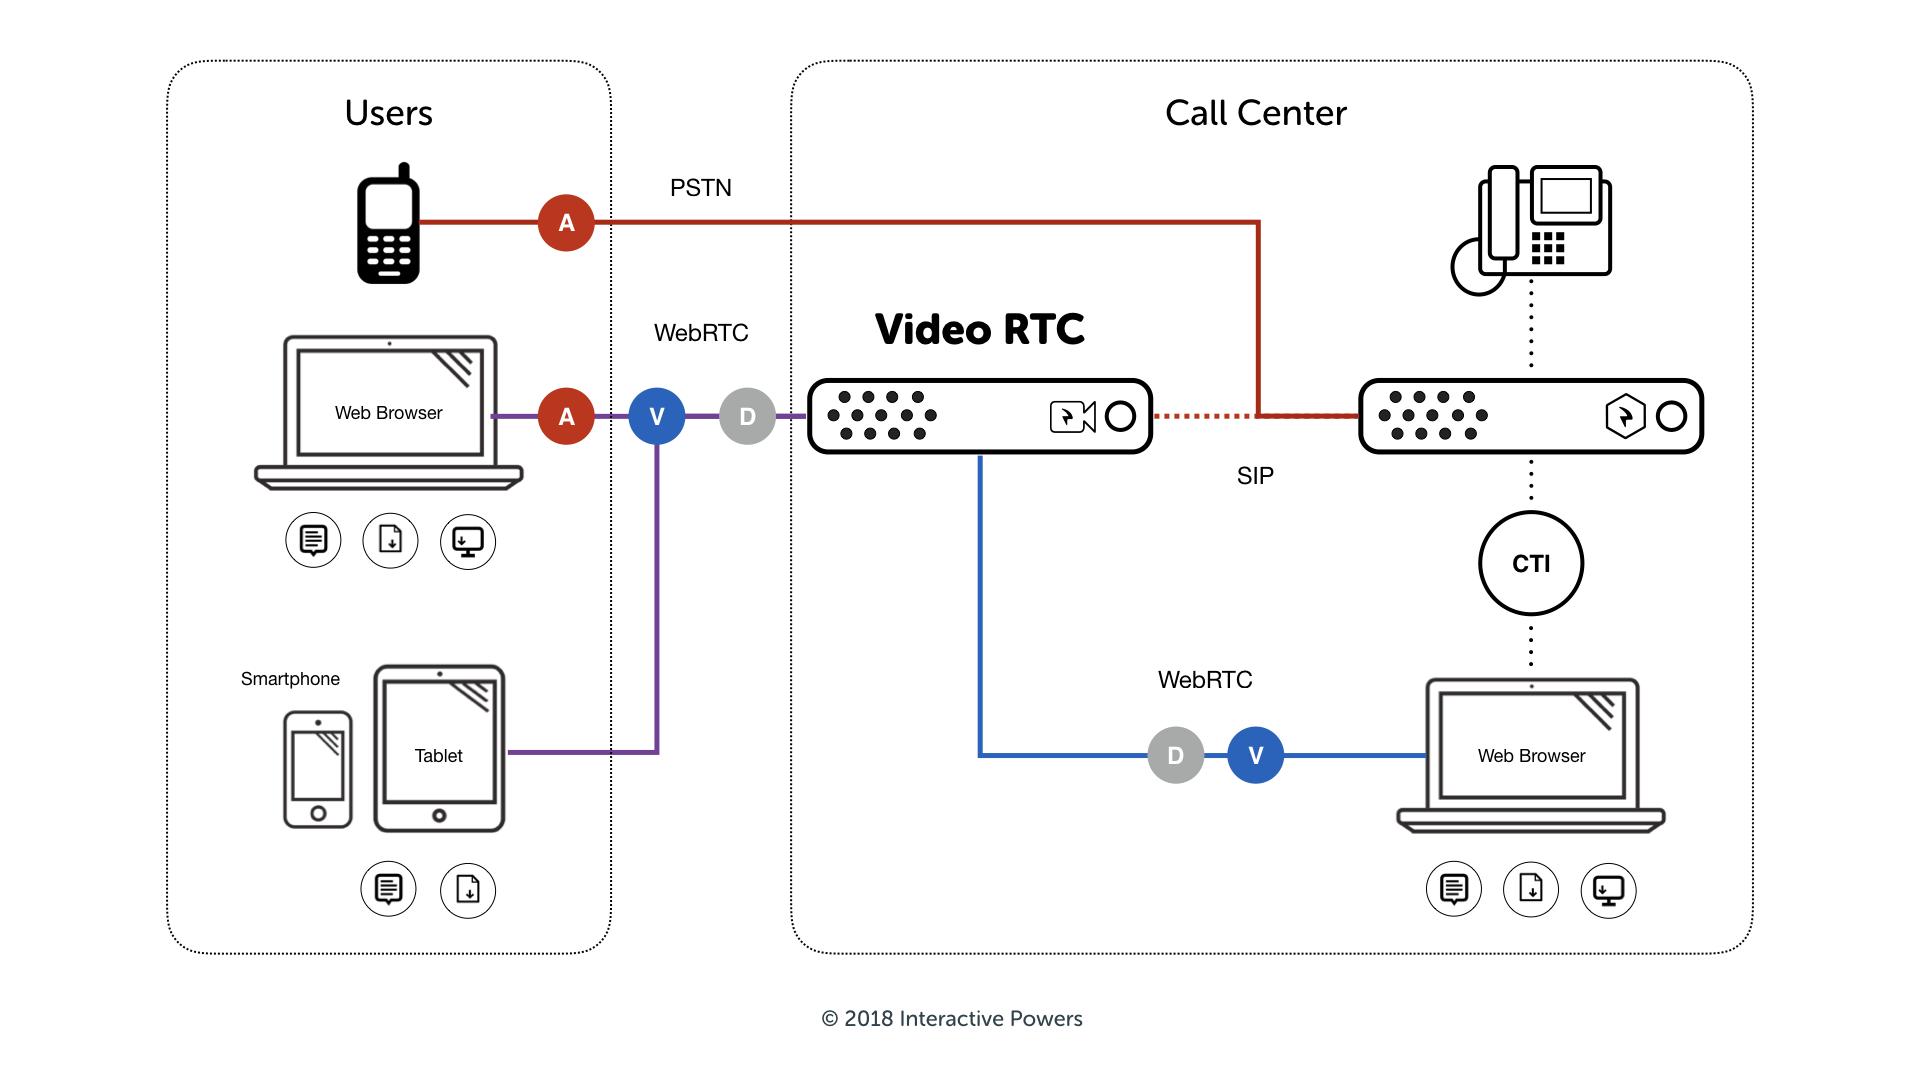 Users
Call Center
PSTN
A
Video RTC
WebRTC
Web Browser
A
V
D
SIP
CTI
Smartphone
Tablet
WebRTC
D
V
Web Browser
© 2018 Interactive Powers